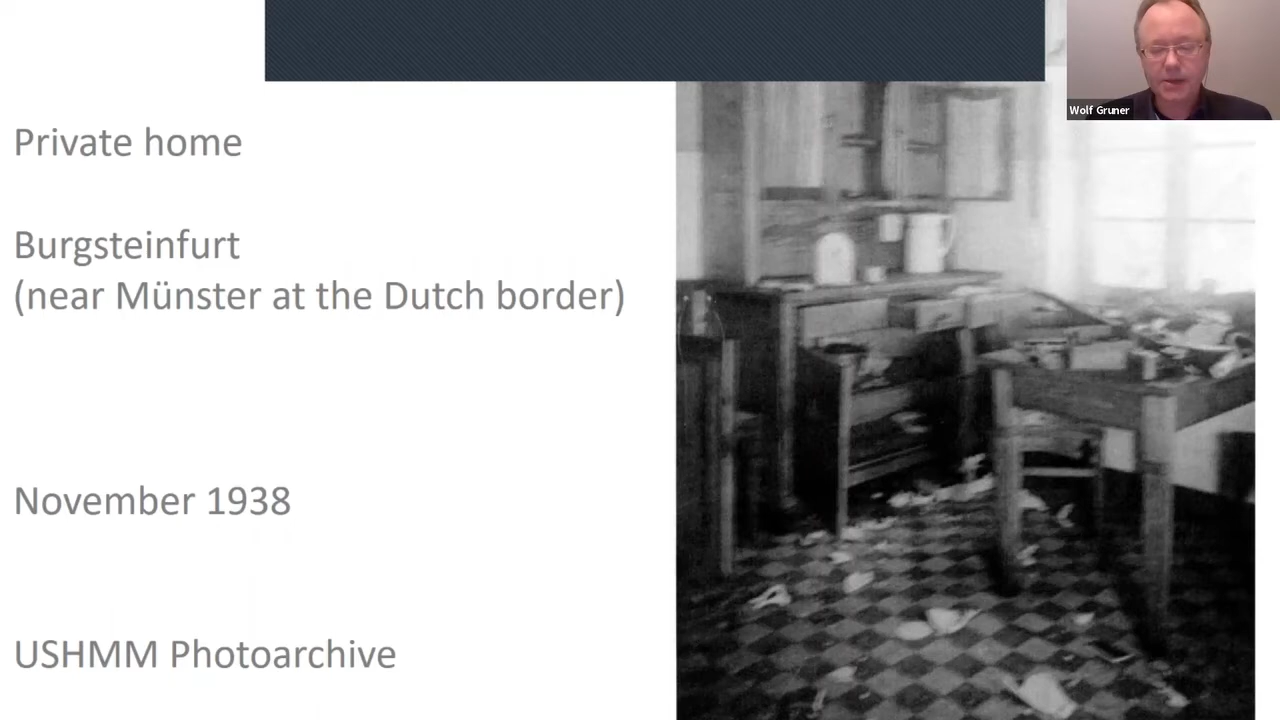 Wolf Gruner
Private home
Burgsteinfurt
(near Münster at the Dutch border)
November 1938
USHMM Photoarchive